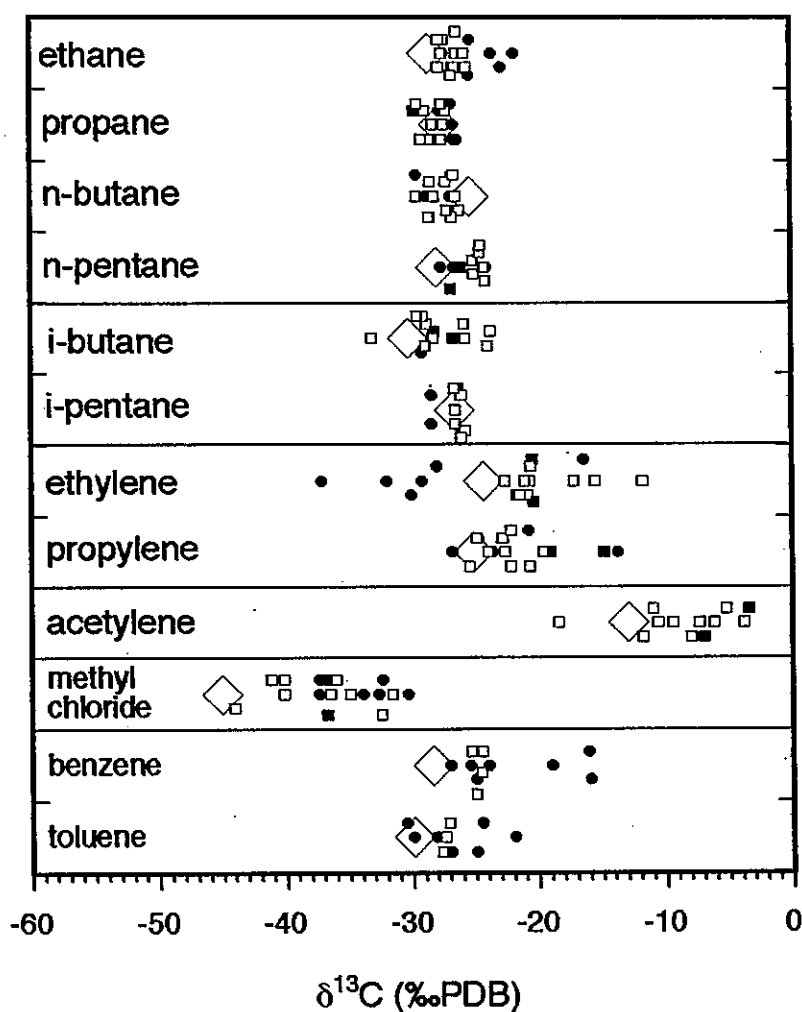 ethane
propane
n-butane
n-pentane
i-butane
i-pentane
ethylene
propylene
acetylene
methyl
chloride
benzene
toluene
-60 -50 -40 -30 -20 -10 0
δ¹³C (‰PDB)